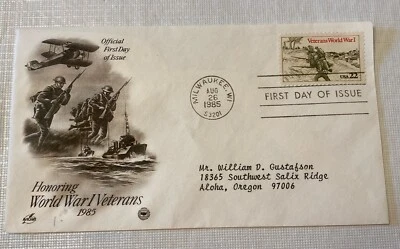 Official
First Day
of Issue
Veterans World War I
USA 22
MILWAUKEE, WI
AUG
26
1985
53201
FIRST DAY OF ISSUE
Mr. William D. Gustafson
18365 Southwest Salix Ridge
Aloha, Oregon 97006
Honoring
World War I Veterans
1985